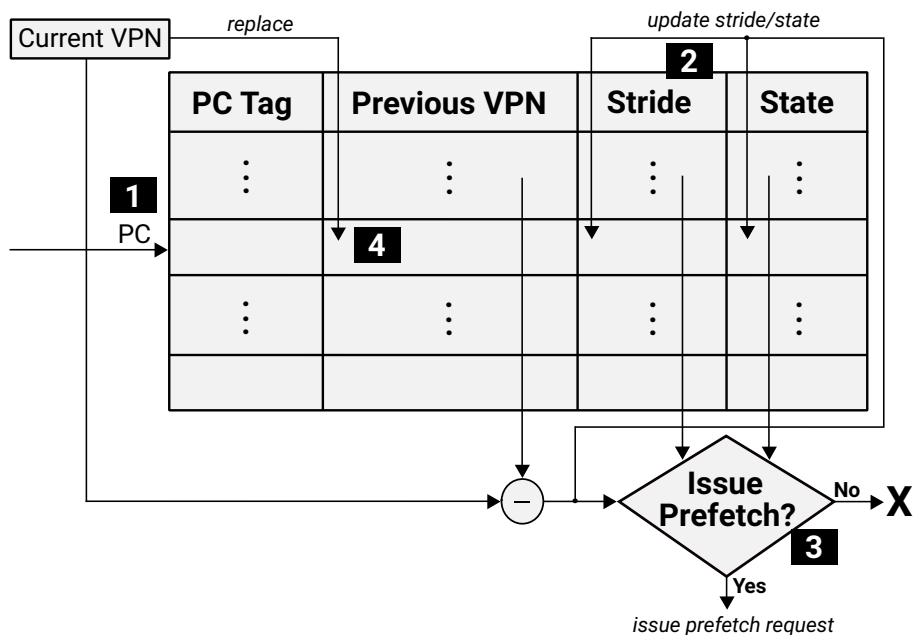 replace
update stride/state
Current VPN
2
PC Tag Previous VPN Stride State
1
PC
4
Issue
Prefetch?
No X
−
3
Yes
issue prefetch request